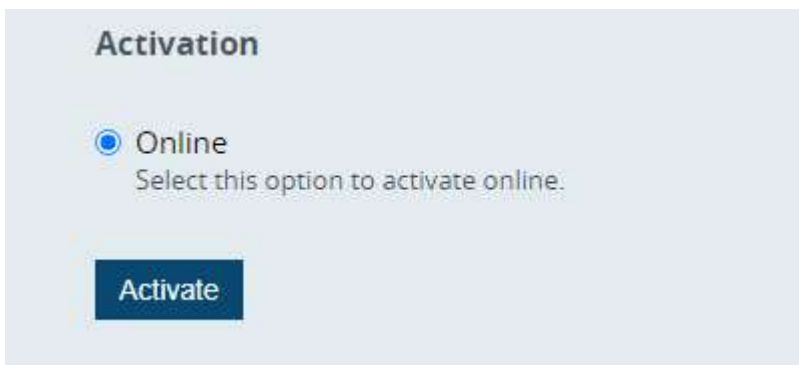 Activation
Online
Select this option to activate online.
Activate